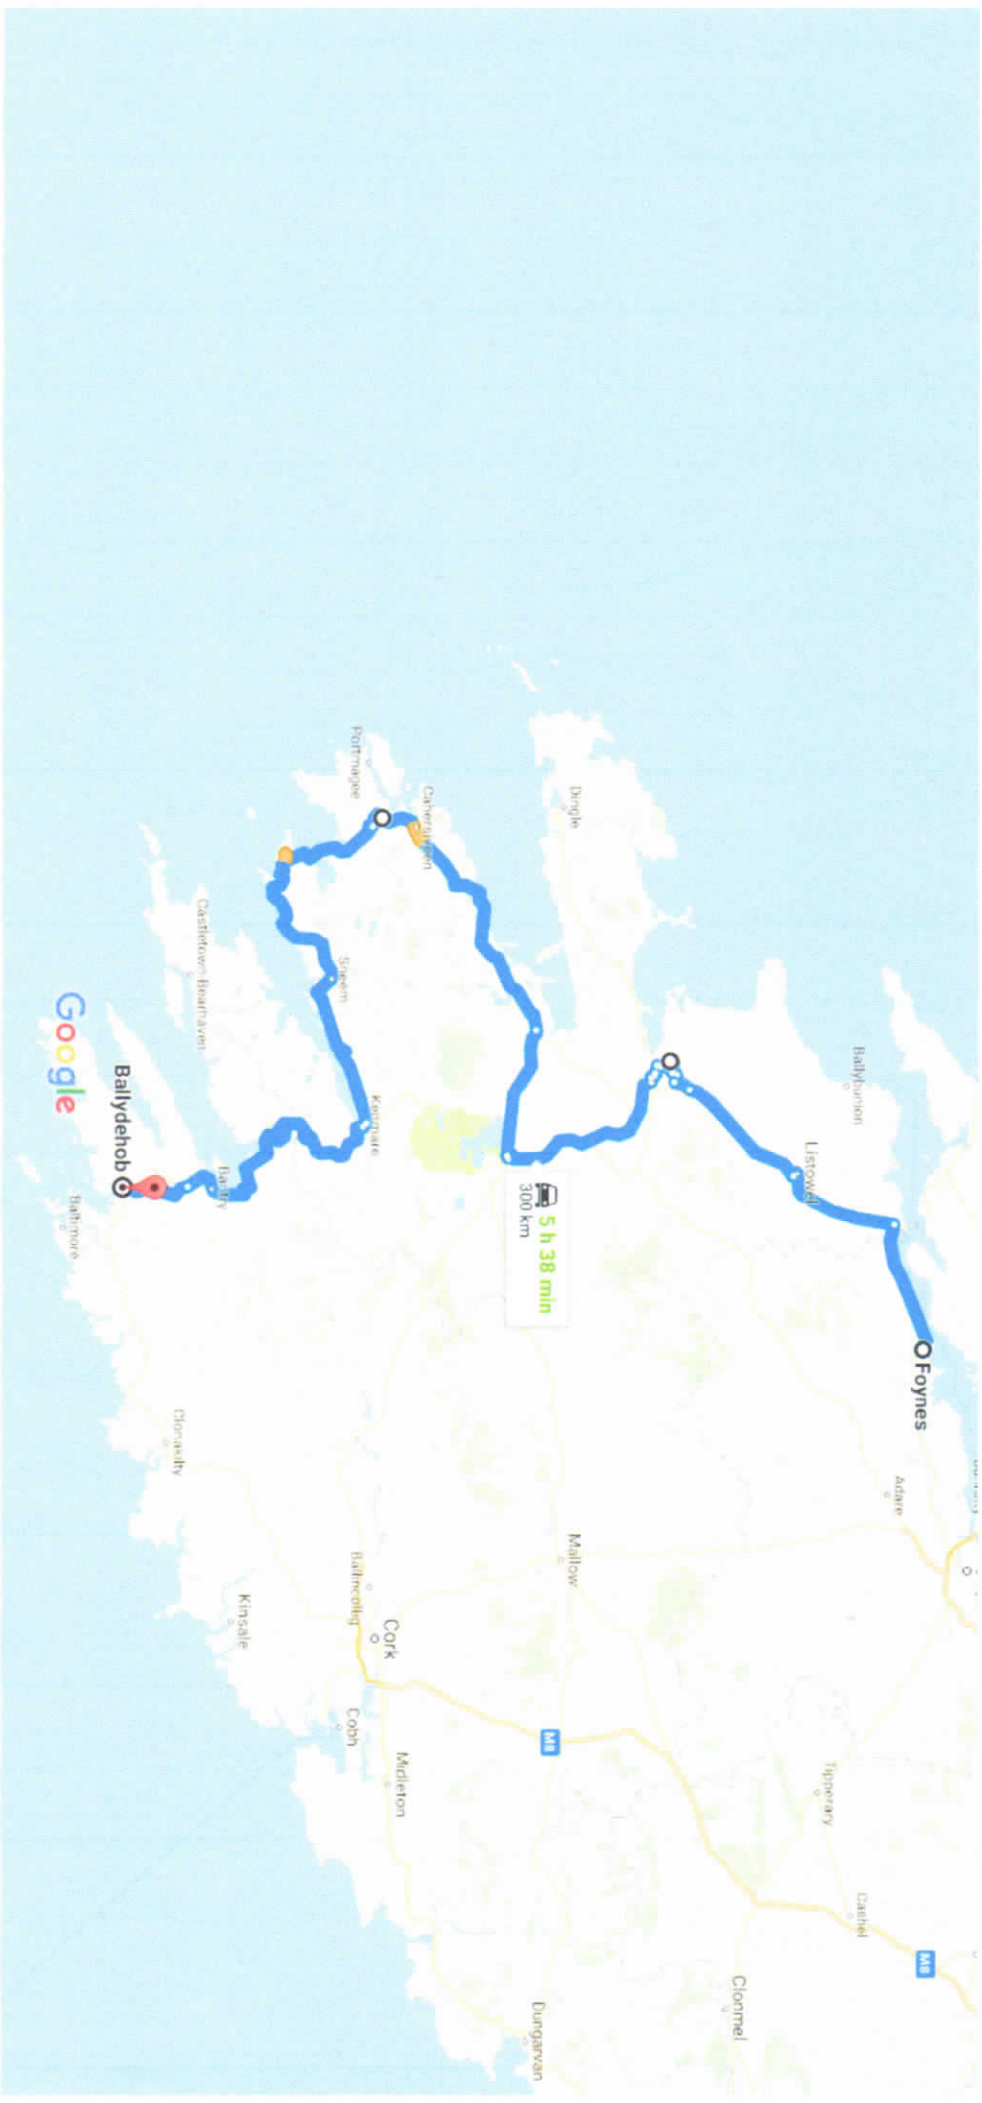 Foynes
Adare
Ballybunion
Listowel
Tipperary
Cashel
M8
Clonmel
Dingle
5 h 38 min
300 km
Mallow
M8
Dungarvan
Cahersiveen
Portmagee
Sneem
Kenmare
Ballincollig
Cork
Cobh
Midleton
Castletown-Bearhaven
Bantry
Kinsale
Clonakilty
Ballydehob
Baltimore
Google